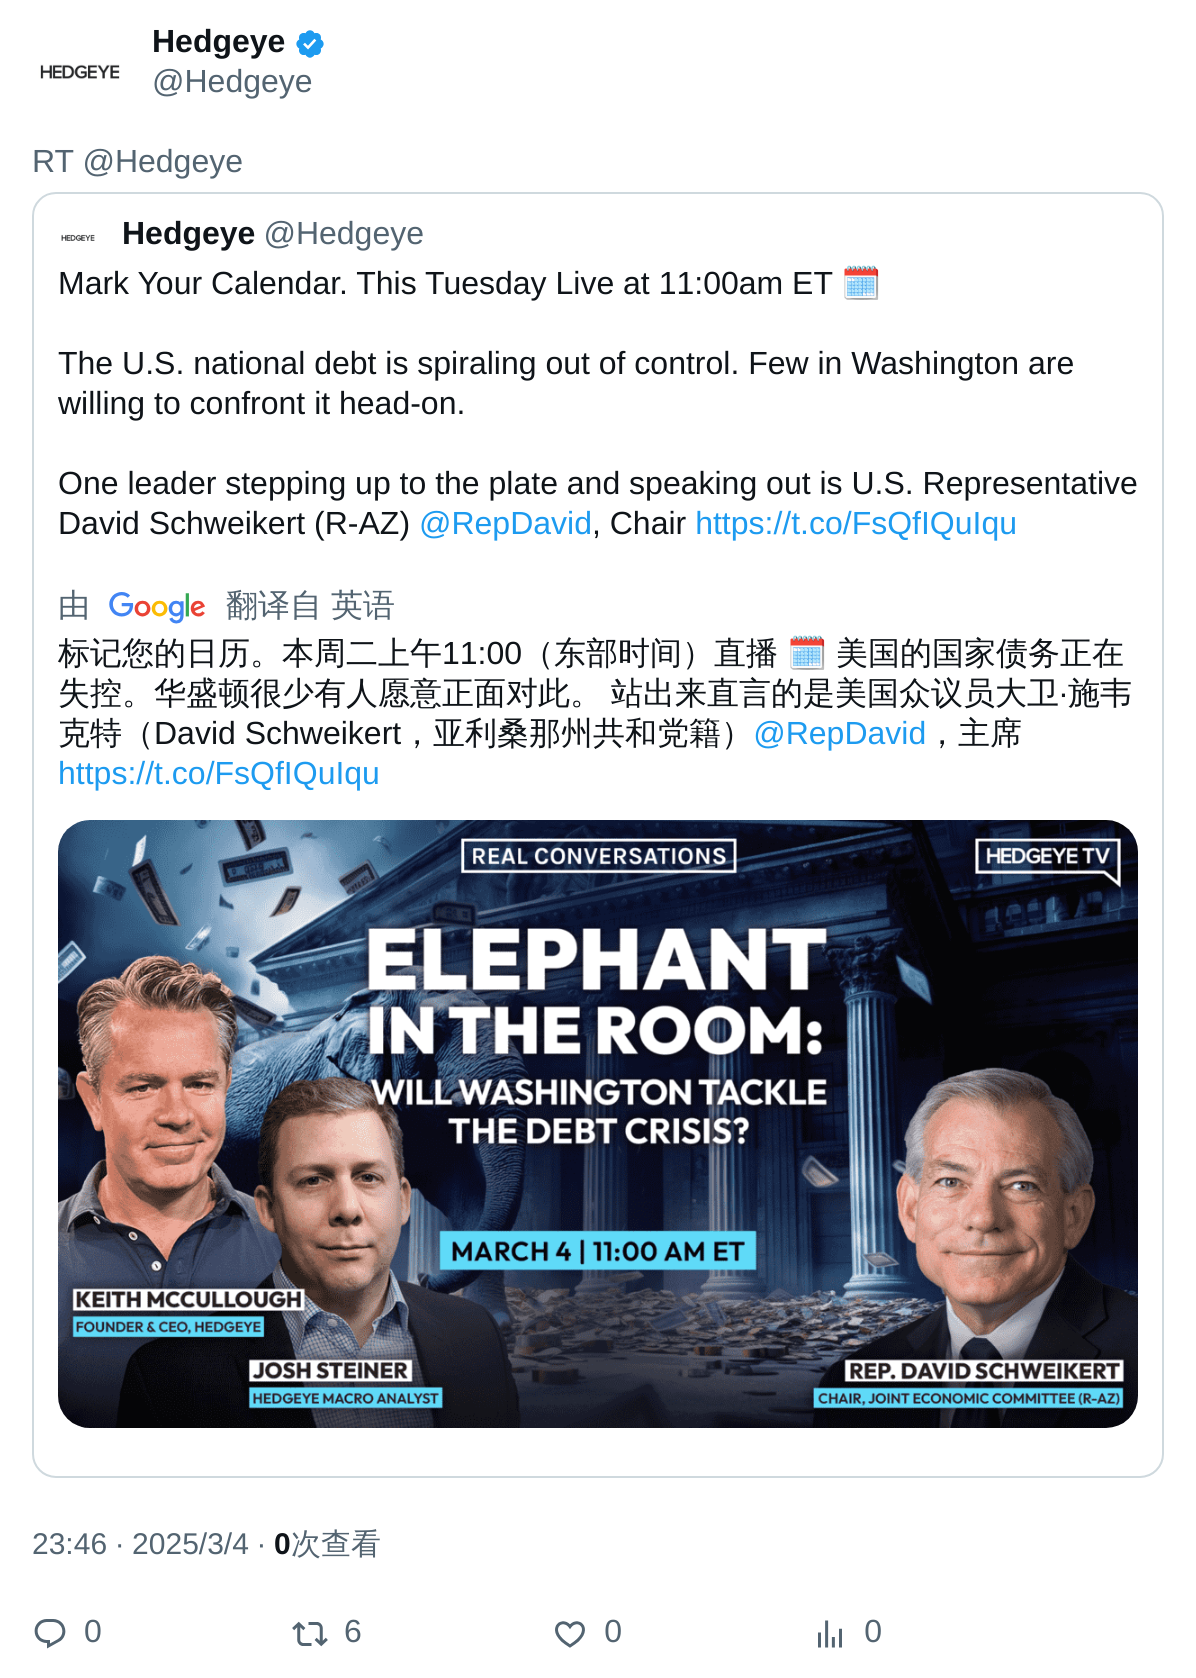 Hedgeye
HEDGEYE
@Hedgeye
RT @Hedgeye
HEDGEYE
Hedgeye @Hedgeye
Mark Your Calendar. This Tuesday Live at 11:00am ET 🗓️
The U.S. national debt is spiraling out of control. Few in Washington are
willing to confront it head-on.
One leader stepping up to the plate and speaking out is U.S. Representative
David Schweikert (R-AZ) @RepDavid, Chair https://t.co/FsQfIQuIqu
由 Google 翻译自 英语
标记您的日历。本周二上午11:00（东部时间）直播 🗓️ 美国的国家债务正在
失控。华盛顿很少有人愿意正面对此。 站出来直言的是美国众议员大卫·施韦
克特（David Schweikert，亚利桑那州共和党籍）@RepDavid，主席
https://t.co/FsQfIQuIqu
REAL CONVERSATIONS
HEDGEYE TV
ELEPHANT
IN THE ROOM:
WILL WASHINGTON TACKLE
THE DEBT CRISIS?
MARCH 4 | 11:00 AM ET
KEITH MCCULLOUGH
FOUNDER & CEO, HEDGEYE
JOSH STEINER
HEDGEYE MACRO ANALYST
REP. DAVID SCHWEIKERT
CHAIR, JOINT ECONOMIC COMMITTEE (R-AZ)
23:46 · 2025/3/4 · 0次查看
0 6 0 0